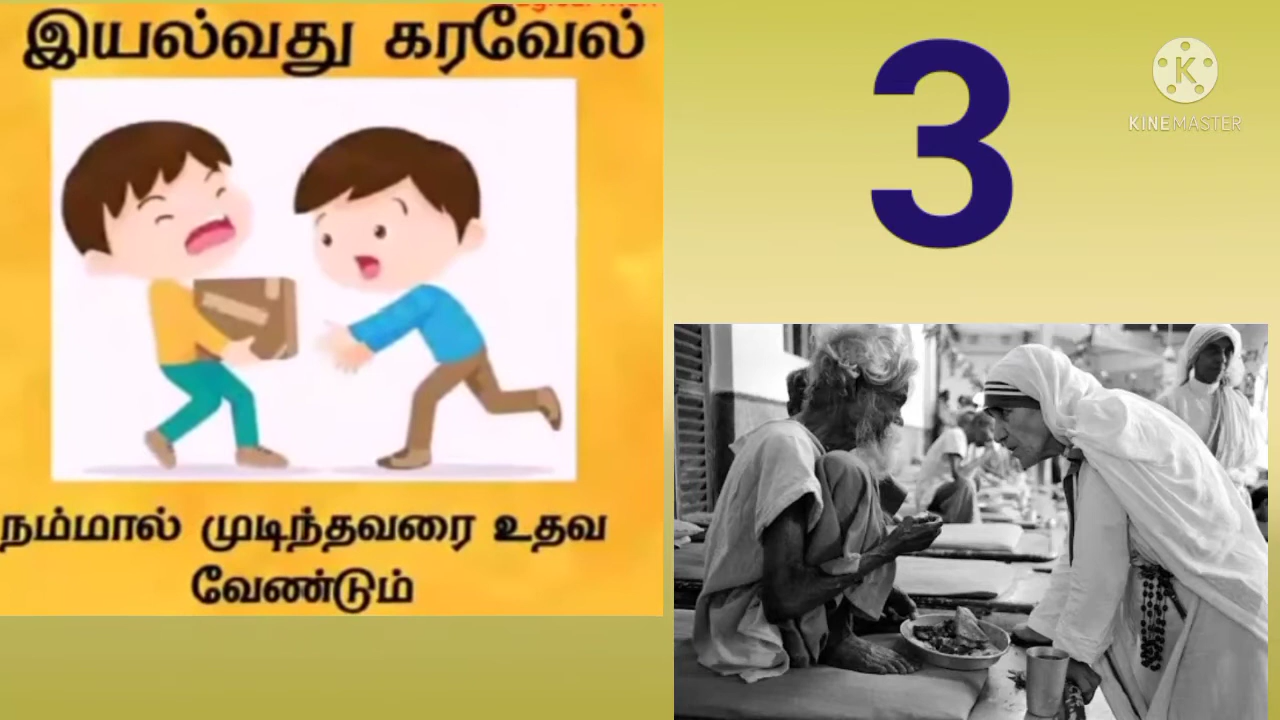 இயல்வது கரவேல்
நம்மால் முடிந்தவரை உதவ
வேண்டும்
3
K
KINEMASTER